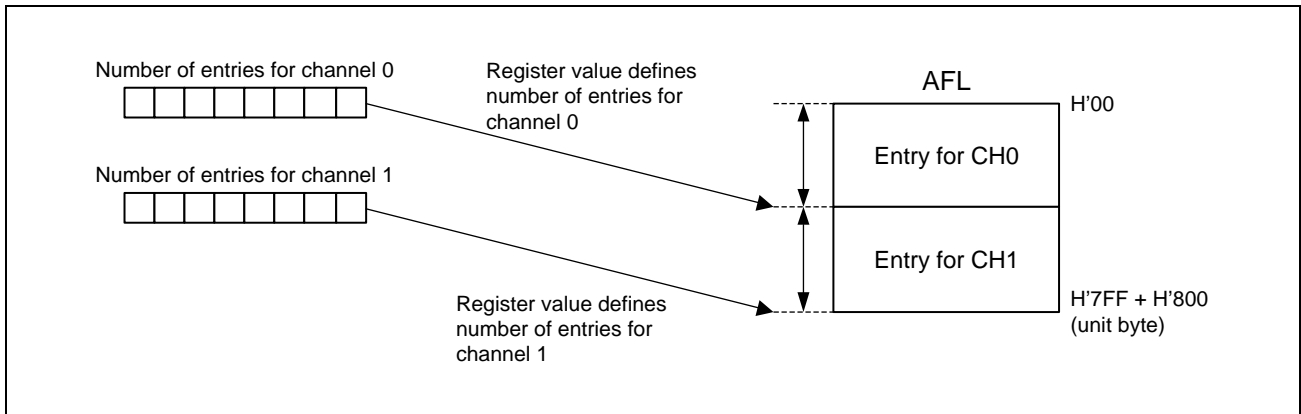 Number of entries for channel 0
Register value defines
number of entries for
channel 0
AFL
H'00
Entry for CH0
Number of entries for channel 1
Entry for CH1
Register value defines
number of entries for
channel 1
H'7FF + H'800
(unit byte)